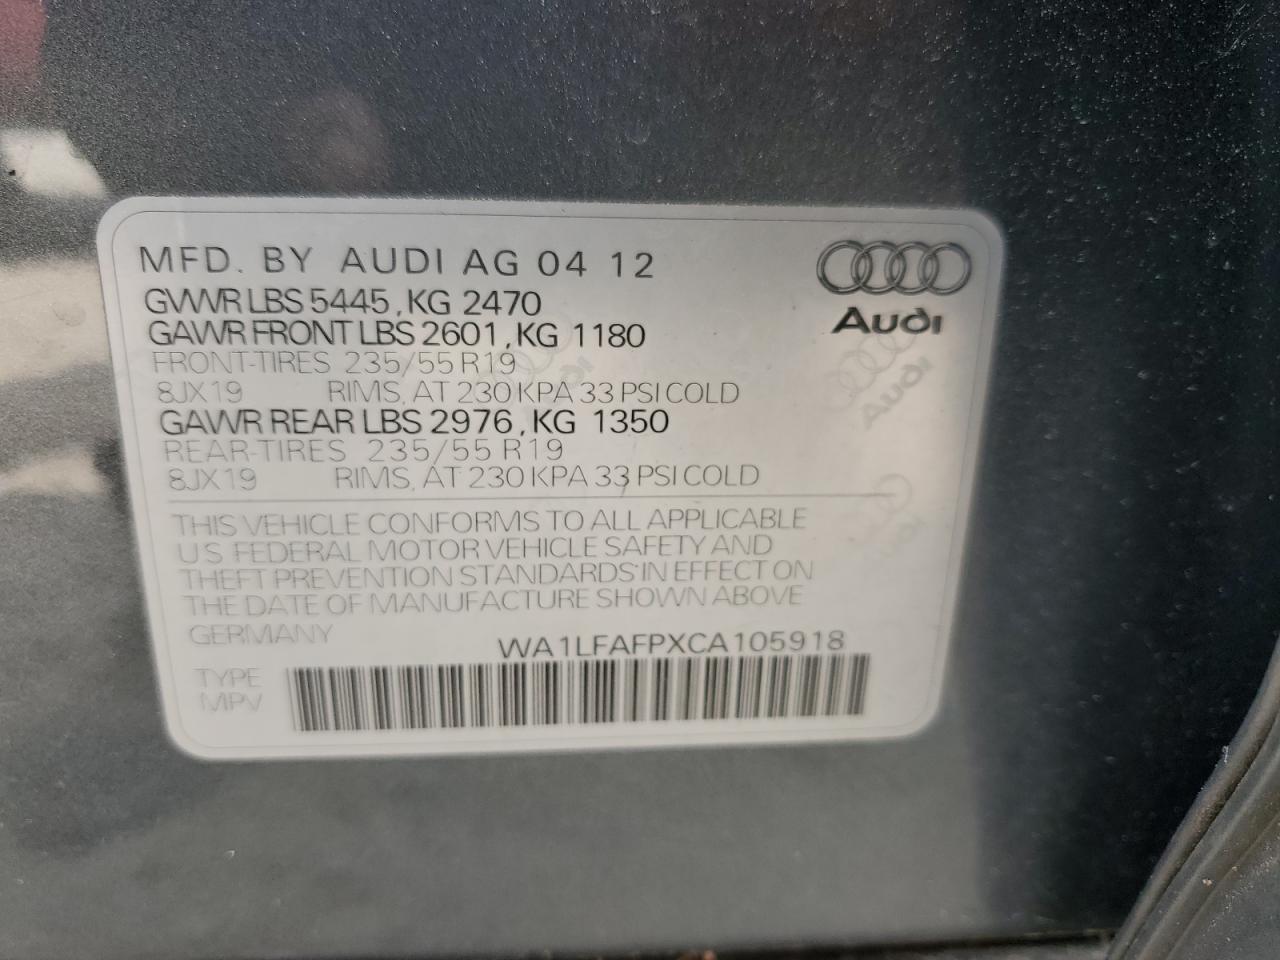 MFD. BY AUDI AG 04 12
GVWR LBS 5445, KG 2470
GAWR FRONT LBS 2601, KG 1180
FRONT-TIRES 235/55 R19
8JX19 RIMS, AT 230 KPA 33 PSI COLD
GAWR REAR LBS 2976, KG 1350
REAR-TIRES 235/55 R19
8JX19 RIMS, AT 230 KPA 33 PSI COLD
THIS VEHICLE CONFORMS TO ALL APPLICABLE
U S FEDERAL MOTOR VEHICLE SAFETY AND
THEFT PREVENTION STANDARDS IN EFFECT ON
THE DATE OF MANUFACTURE SHOWN ABOVE
GERMANY WA1LFAFPXCA105918
TYPE
MPV
Audi
Audi
Audi
Audi